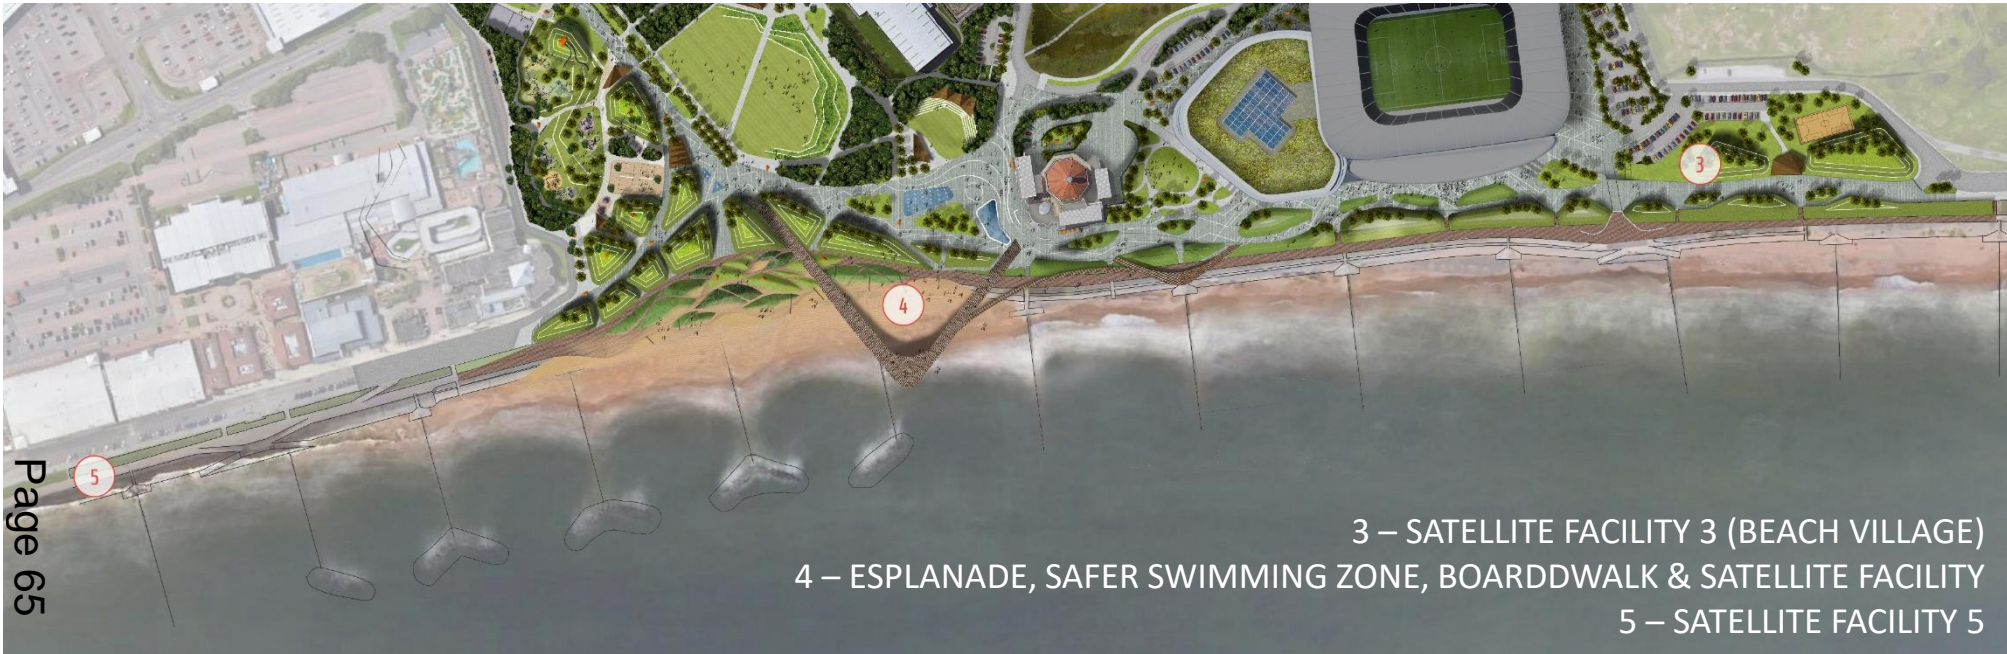 3
4
5
Page 65
3 – SATELLITE FACILITY 3 (BEACH VILLAGE)
4 – ESPLANADE, SAFER SWIMMING ZONE, BOARDDWALK & SATELLITE FACILITY
5 – SATELLITE FACILITY 5